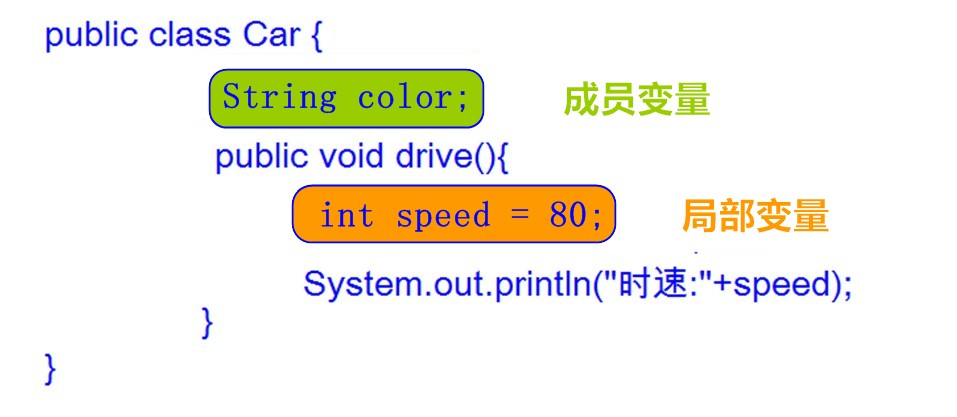 public class Car {
String color; 成员变量
public void drive(){
int speed = 80; 局部变量
System.out.println("时速:"+speed);
}
}